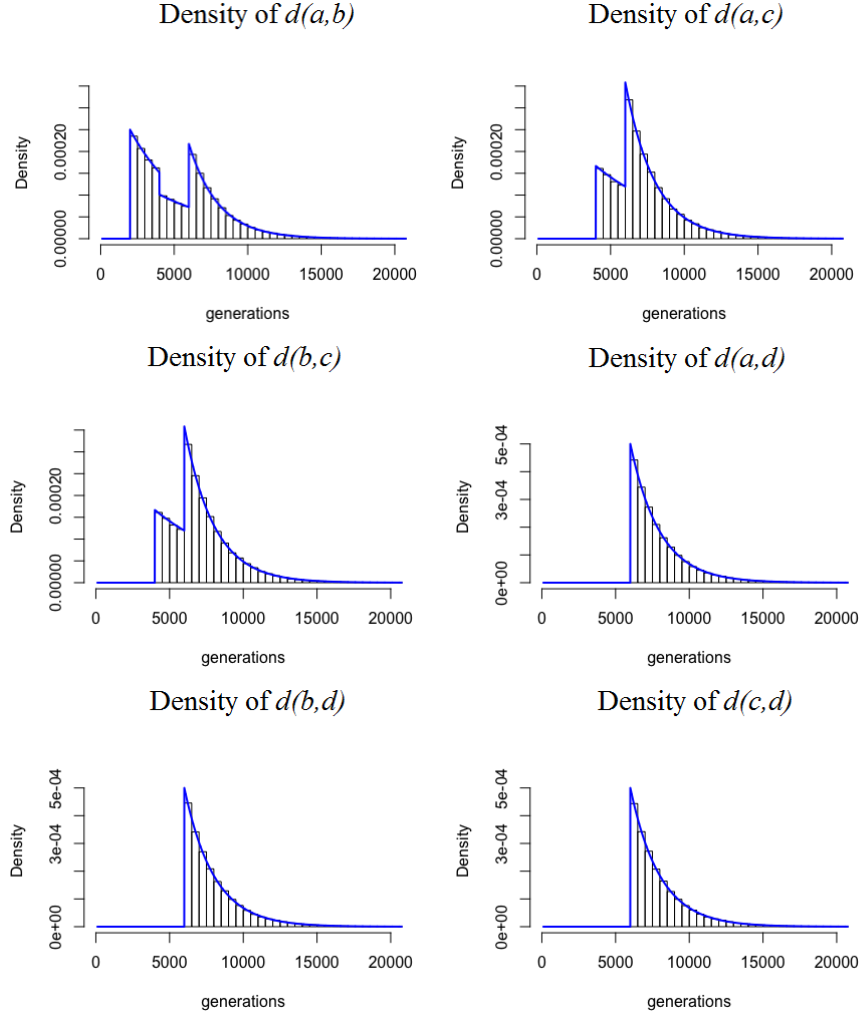 Density of d(a,b)
Density
0.00000 0.00020
0 5000 10000 15000 20000
generations
Density of d(a,c)
Density
0.00000 0.00020
0 5000 10000 15000 20000
generations
Density of d(b,c)
Density
0.00000 0.00020
0 5000 10000 15000 20000
generations
Density of d(a,d)
Density
0e+00 3e-04 5e-04
0 5000 10000 15000 20000
generations
Density of d(b,d)
Density
0e+00 3e-04 5e-04
0 5000 10000 15000 20000
generations
Density of d(c,d)
Density
0e+00 3e-04 5e-04
0 5000 10000 15000 20000
generations